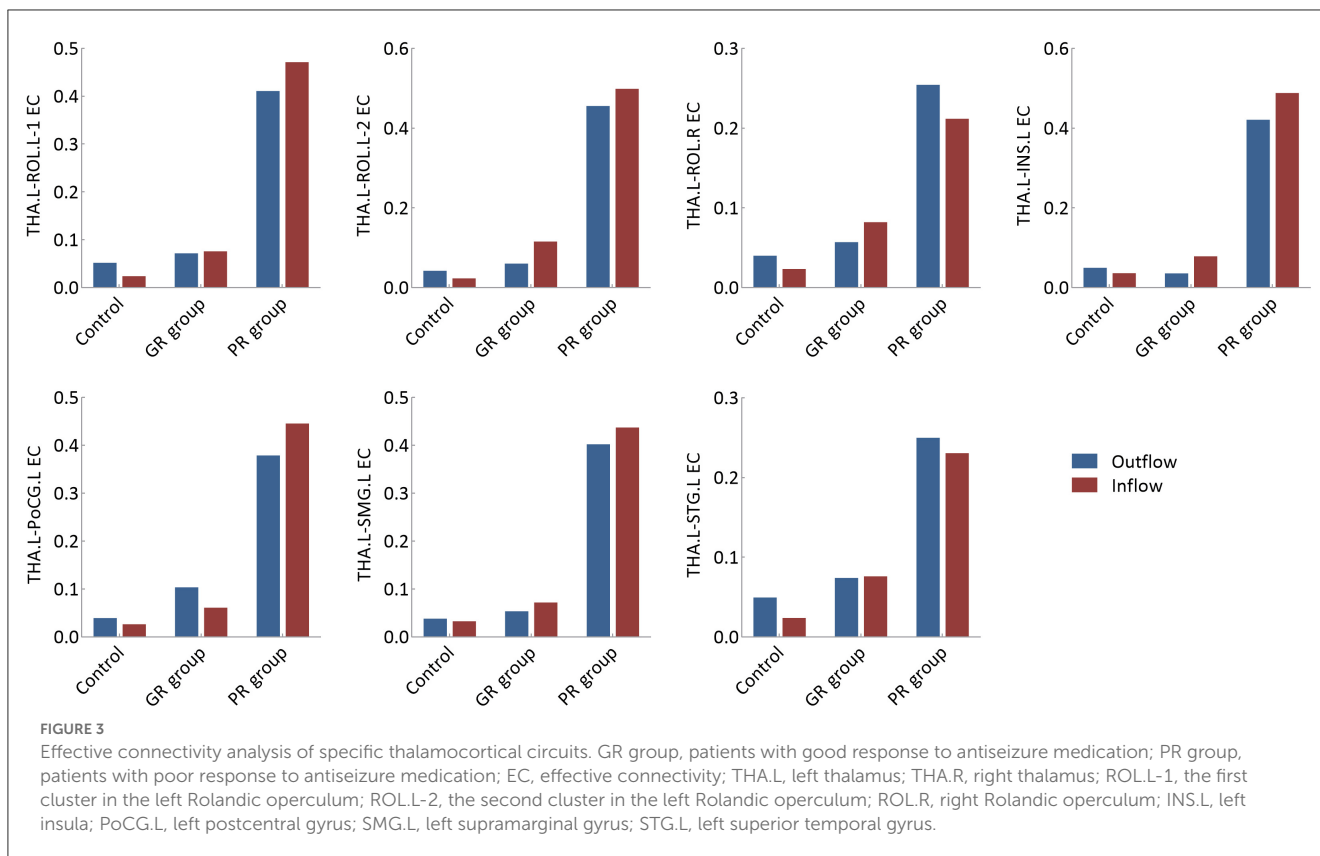 THA.L-ROL.L-1 EC
0.5
0.4
0.3
0.2
0.1
0.0
Control
GR group
PR group
THA.L-ROL.L-2 EC
0.6
0.4
0.2
0.0
Control
GR group
PR group
THA.L-ROL.R EC
0.3
0.2
0.1
0.0
Control
GR group
PR group
THA.L-INS.L EC
0.6
0.4
0.2
0.0
Control
GR group
PR group
THA.L-PoCG.L EC
0.5
0.4
0.3
0.2
0.1
0.0
Control
GR group
PR group
THA.L-SMG.L EC
0.5
0.4
0.3
0.2
0.1
0.0
Control
GR group
PR group
THA.L-STG.L EC
0.3
0.2
0.1
0.0
Control
GR group
PR group
Outflow
Inflow
FIGURE 3
Effective connectivity analysis of specific thalamocortical circuits. GR group, patients with good response to antiseizure medication; PR group,
patients with poor response to antiseizure medication; EC, effective connectivity; THA.L, left thalamus; THA.R, right thalamus; ROL.L-1, the first
cluster in the left Rolandic operculum; ROL.L-2, the second cluster in the left Rolandic operculum; ROL.R, right Rolandic operculum; INS.L, left
insula; PoCG.L, left postcentral gyrus; SMG.L, left supramarginal gyrus; STG.L, left superior temporal gyrus.